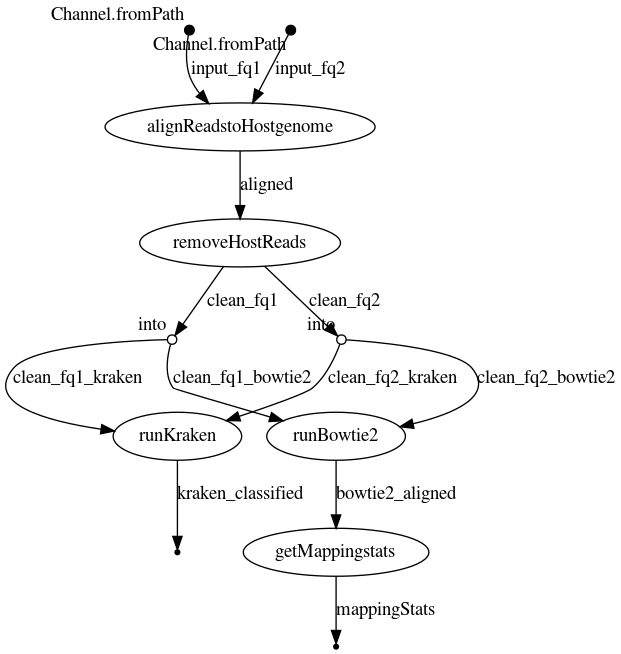 Channel.fromPath
Channel.fromPath
input_fq1
input_fq2
alignReadstoHostgenome
aligned
removeHostReads
clean_fq1
clean_fq2
into
into
clean_fq1_kraken
clean_fq1_bowtie2
clean_fq2_kraken
clean_fq2_bowtie2
runKraken
runBowtie2
kraken_classified
bowtie2_aligned
getMappingstats
mappingStats